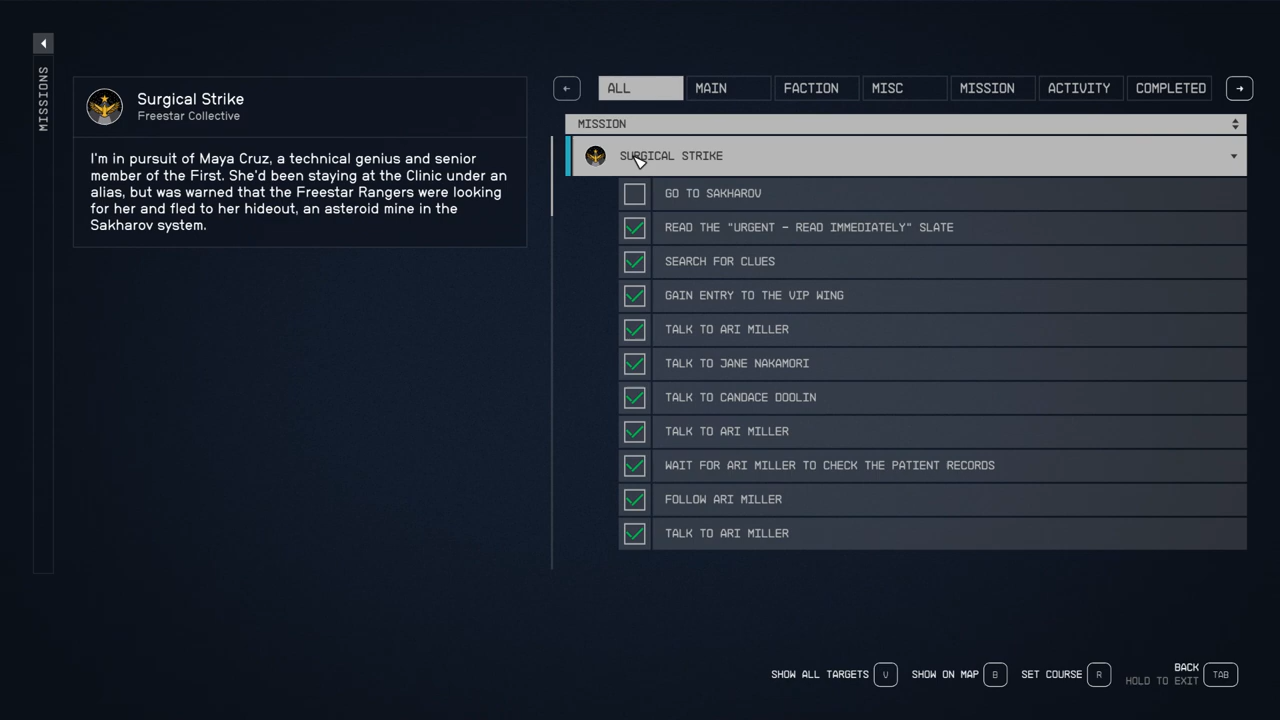 MISSIONS
Surgical Strike
Freestar Collective
I'm in pursuit of Maya Cruz, a technical genius and senior
member of the First. She'd been staying at the Clinic under an
alias, but was warned that the Freestar Rangers were looking
for her and fled to her hideout, an asteroid mine in the
Sakharov system.
ALL MAIN FACTION MISC MISSION ACTIVITY COMPLETED
MISSION
SURGICAL STRIKE
GO TO SAKHAROV
READ THE "URGENT - READ IMMEDIATELY" SLATE
SEARCH FOR CLUES
GAIN ENTRY TO THE VIP WING
TALK TO ARI MILLER
TALK TO JANE NAKAMORI
TALK TO CANDACE DOOLIN
TALK TO ARI MILLER
WAIT FOR ARI MILLER TO CHECK THE PATIENT RECORDS
FOLLOW ARI MILLER
TALK TO ARI MILLER
SHOW ALL TARGETS V SHOW ON MAP B SET COURSE R BACK TAB
HOLD TO EXIT